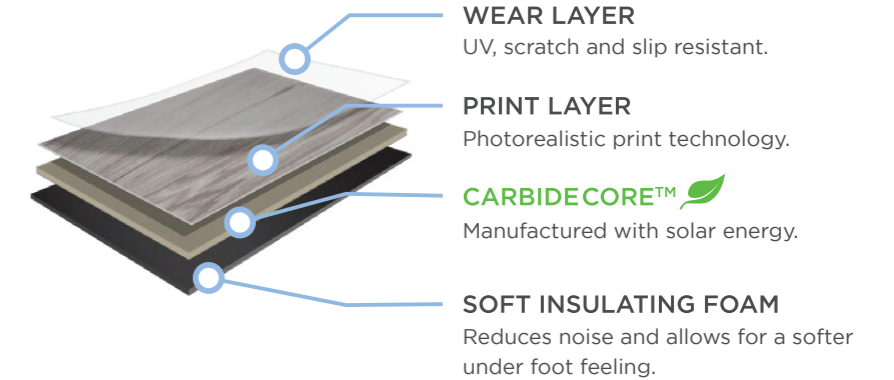 WEAR LAYER
UV, scratch and slip resistant.
PRINT LAYER
Photorealistic print technology.
CARBIDECORE™
Manufactured with solar energy.
SOFT INSULATING FOAM
Reduces noise and allows for a softer
under foot feeling.